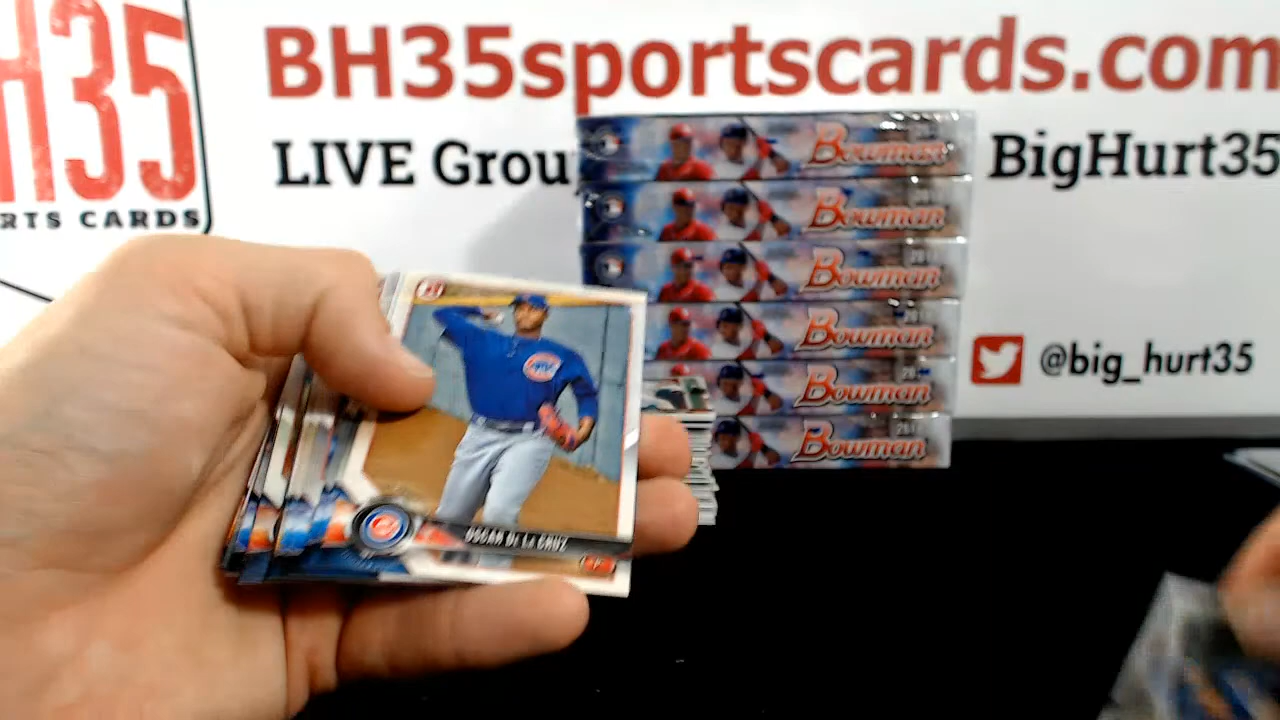 H35
RTS CARDS
BH35sportscards.com
LIVE Grou
BigHurt35
@big_hurt35
Bowman
Bowman
Bowman
Bowman
Bowman
Bowman
OSCAR DE LA CRUZ